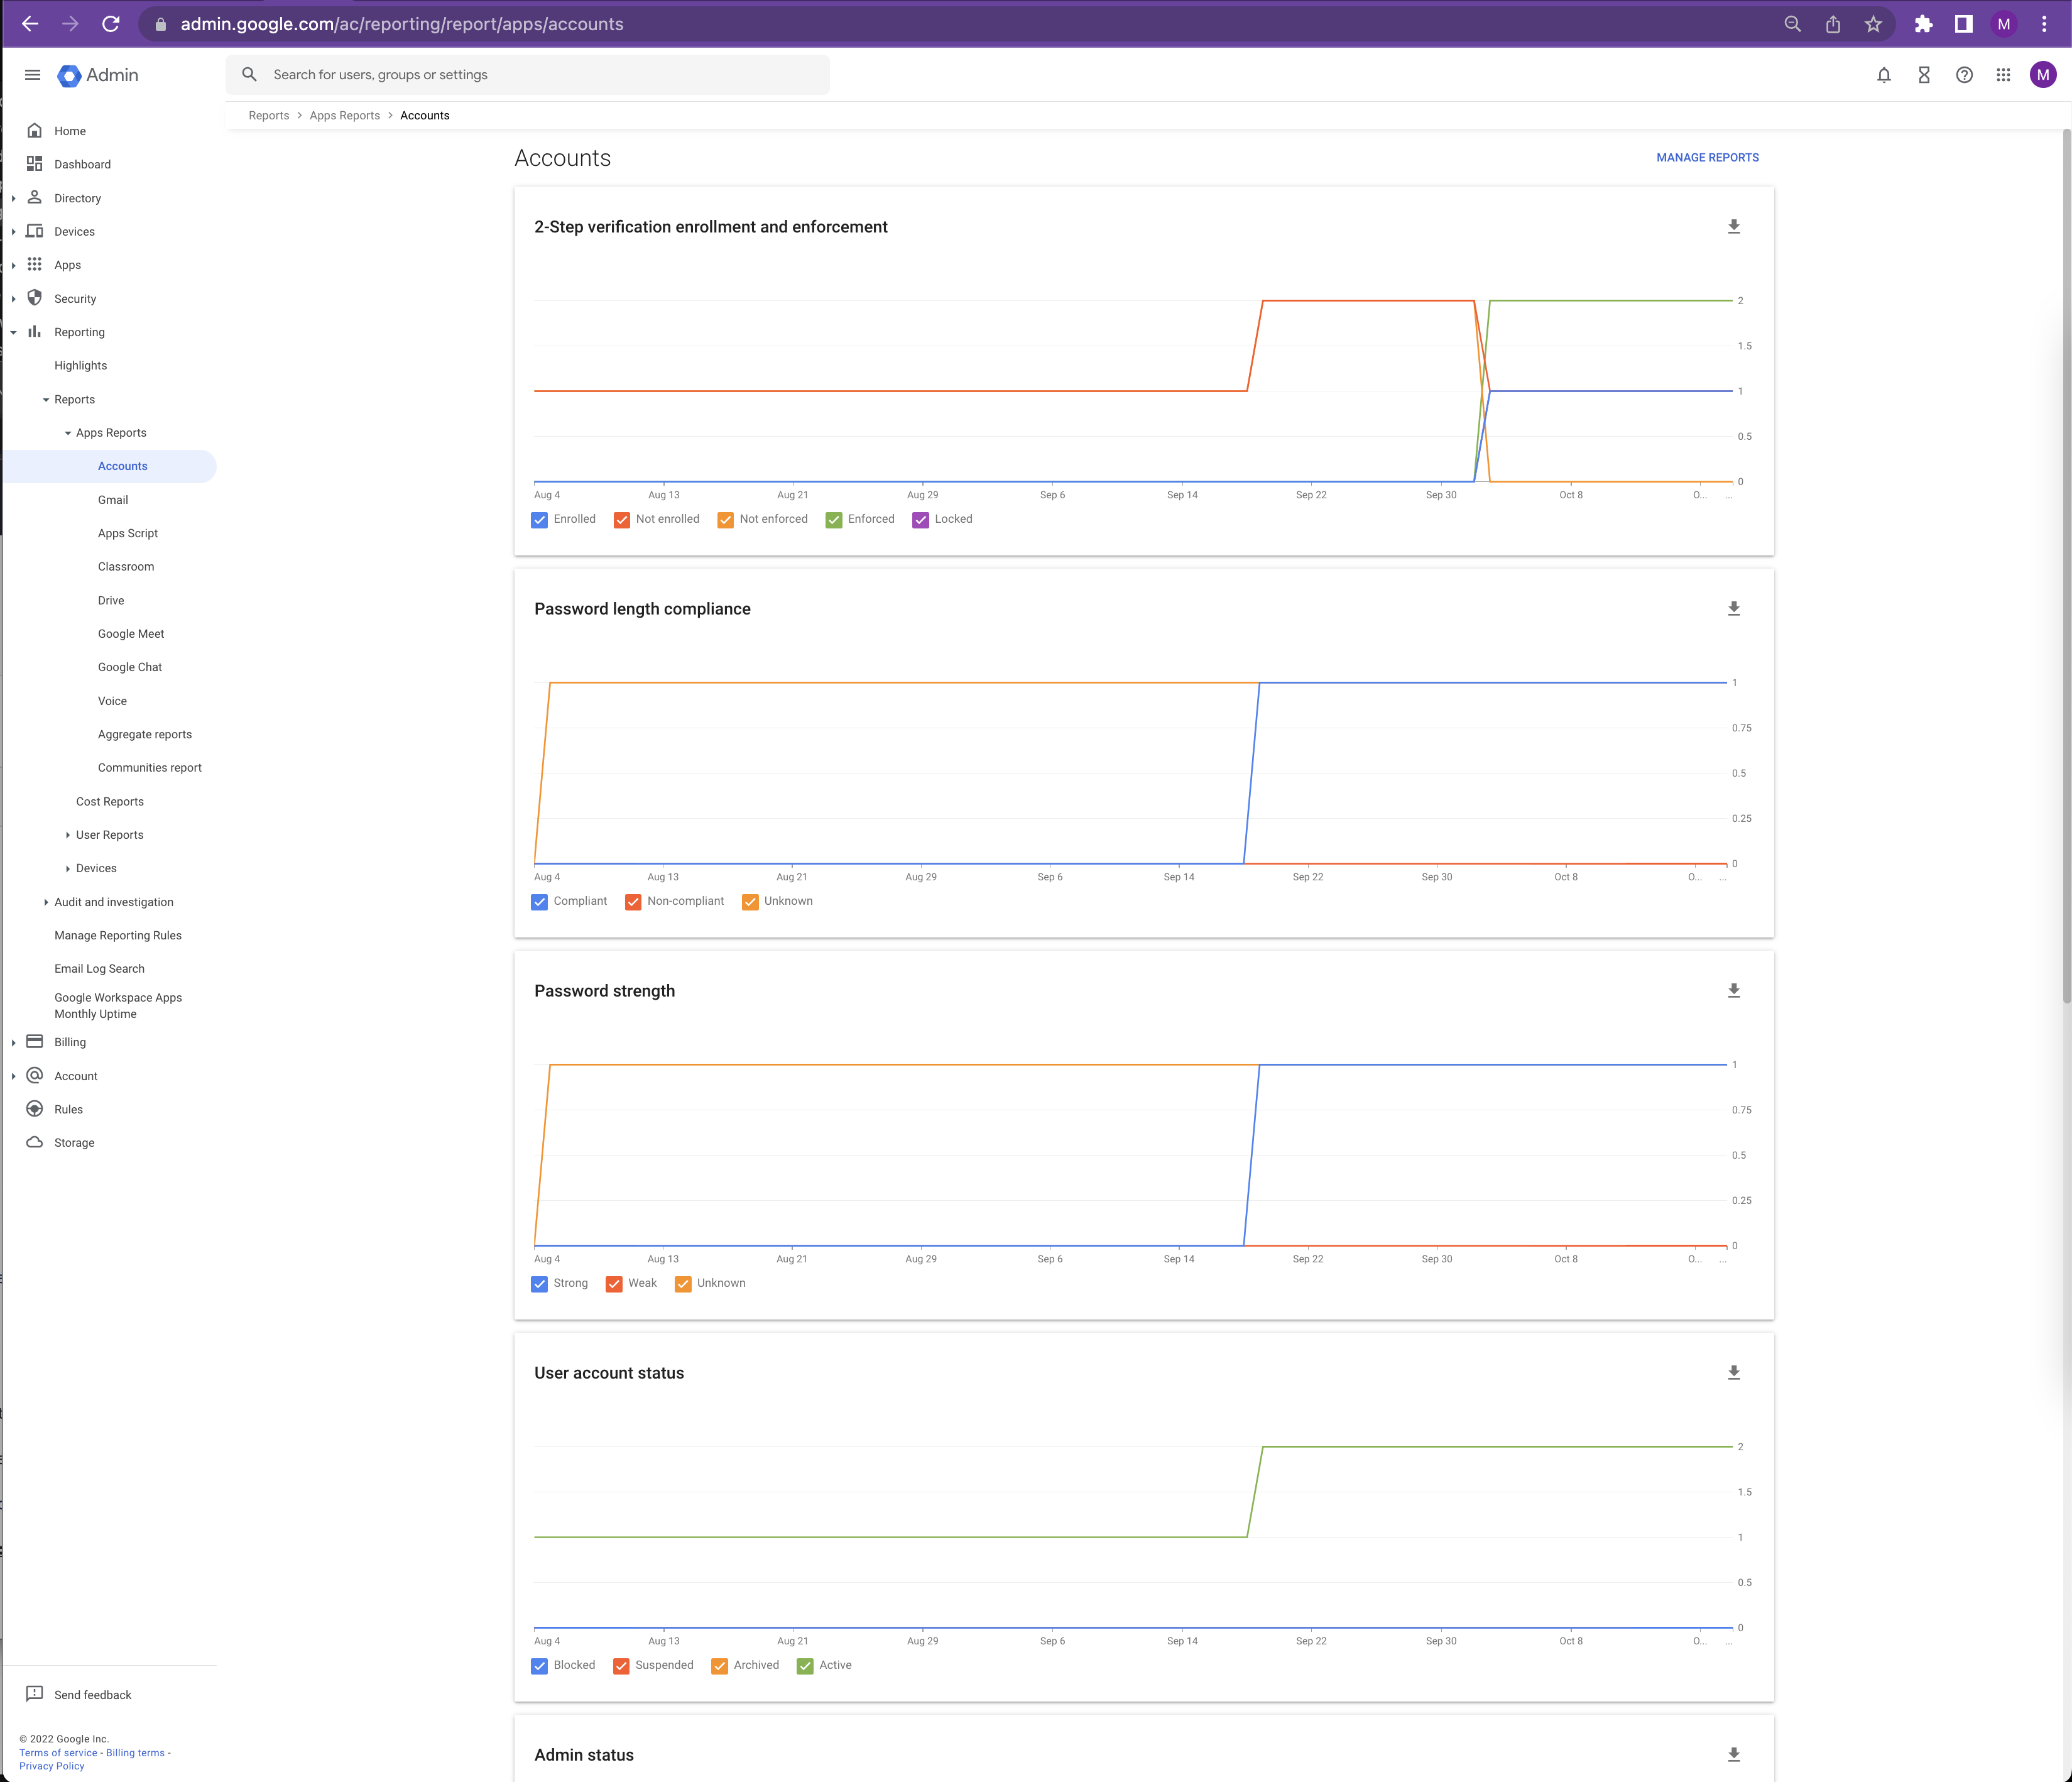 admin.google.com/ac/reporting/report/apps/accounts
M
Admin
Search for users, groups or settings
M
Reports > Apps Reports > Accounts
Home
Dashboard
Directory
Devices
Apps
Security
Reporting
Highlights
Reports
Apps Reports
Accounts
Gmail
Apps Script
Classroom
Drive
Google Meet
Google Chat
Voice
Aggregate reports
Communities report
Cost Reports
User Reports
Devices
Audit and investigation
Manage Reporting Rules
Email Log Search
Google Workspace Apps
Monthly Uptime
Billing
Account
Rules
Storage
Send feedback
© 2022 Google Inc.
Terms of service - Billing terms -
Privacy Policy
Accounts
MANAGE REPORTS
2-Step verification enrollment and enforcement
2
1.5
1
0.5
0
Aug 4 Aug 13 Aug 21 Aug 29 Sep 6 Sep 14 Sep 22 Sep 30 Oct 8 O... ...
Enrolled Not enrolled Not enforced Enforced Locked
Password length compliance
1
0.75
0.5
0.25
0
Aug 4 Aug 13 Aug 21 Aug 29 Sep 6 Sep 14 Sep 22 Sep 30 Oct 8 O... ...
Compliant Non-compliant Unknown
Password strength
1
0.75
0.5
0.25
0
Aug 4 Aug 13 Aug 21 Aug 29 Sep 6 Sep 14 Sep 22 Sep 30 Oct 8 O... ...
Strong Weak Unknown
User account status
2
1.5
1
0.5
0
Aug 4 Aug 13 Aug 21 Aug 29 Sep 6 Sep 14 Sep 22 Sep 30 Oct 8 O... ...
Blocked Suspended Archived Active
Admin status